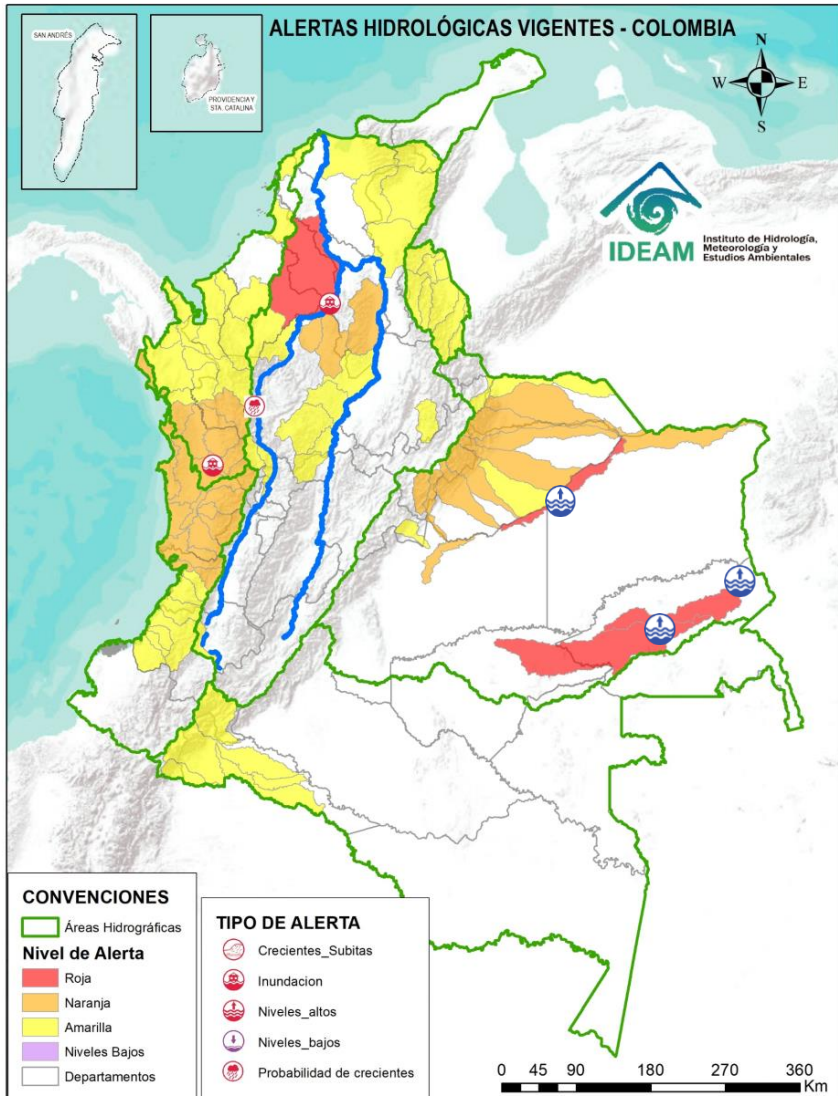 ALERTAS HIDROLÓGICAS VIGENTES - COLOMBIA
SAN ANDRÉS
PROVIDENCIA Y
STA. CATALINA
N
W
E
S
IDEAM
Instituto de Hidrología,
Meteorología y
Estudios Ambientales
CONVENCIONES
Áreas Hidrográficas
Nivel de Alerta
Roja
Naranja
Amarilla
Niveles Bajos
Departamentos
TIPO DE ALERTA
Crecientes_Subitas
Inundacion
Niveles_altos
Niveles_bajos
Probabilidad de crecientes
0 45 90 180 270 360
Km